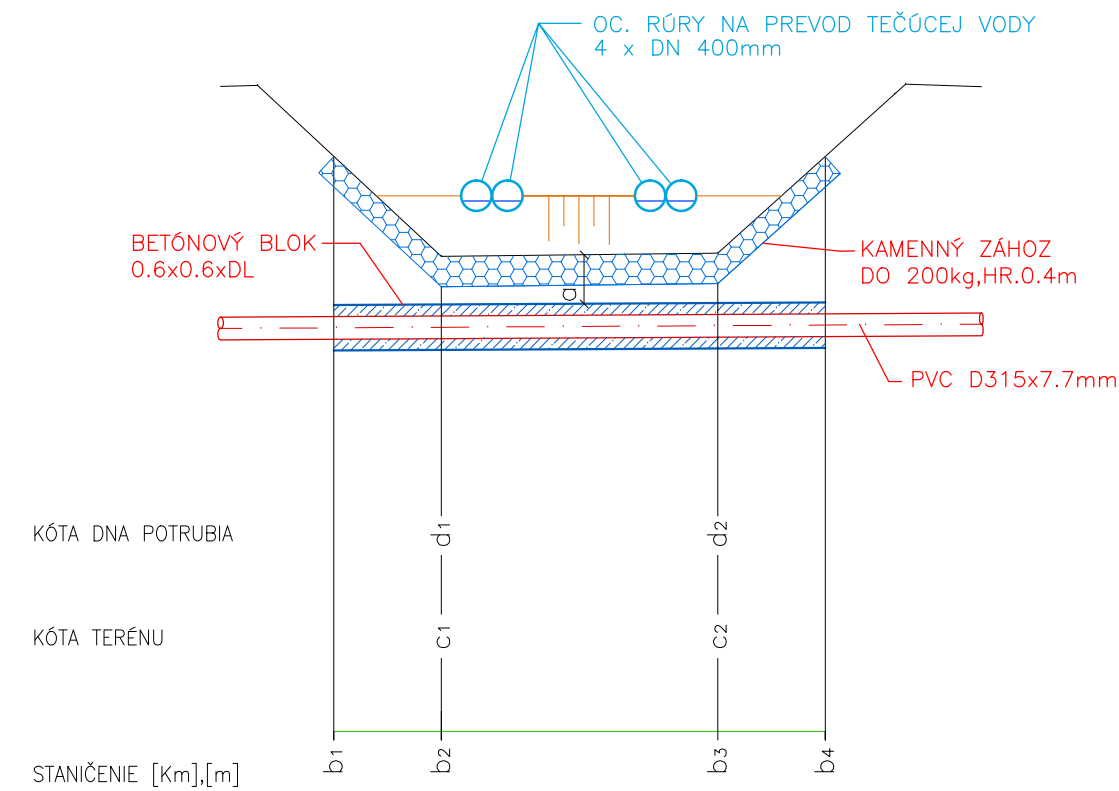 OC. RÚRY NA PREVOD TEČÚCEJ VODY
4 x DN 400mm
BETÓNOVÝ BLOK
0.6x0.6xDL
KAMENNÝ ZÁHOZ
DO 200kg,HR.0.4m
a
PVC D315x7.7mm
KÓTA DNA POTRUBIA
d1
d2
KÓTA TERÉNU
c1
c2
STANIČENIE [Km],[m]
b1
b2
b3
b4